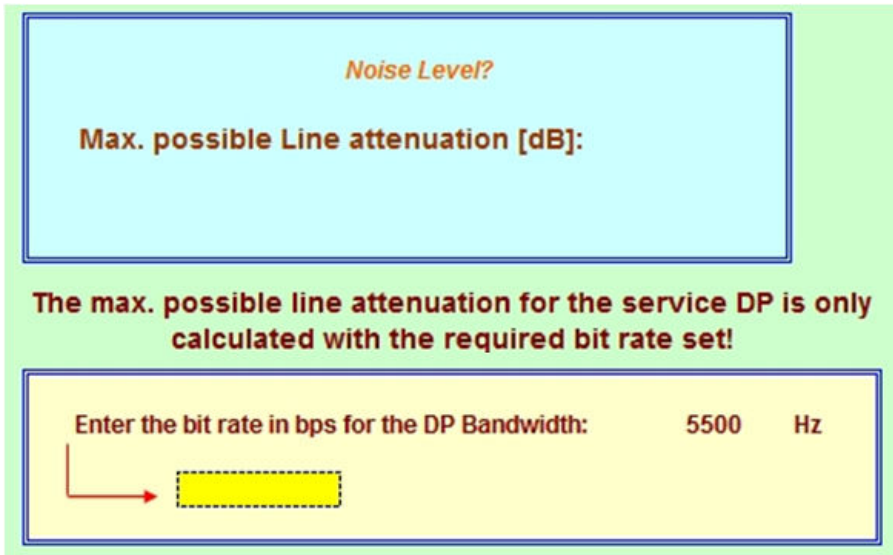 Noise Level?
Max. possible Line attenuation [dB]:
The max. possible line attenuation for the service DP is only
calculated with the required bit rate set!
Enter the bit rate in bps for the DP Bandwidth: 5500 Hz